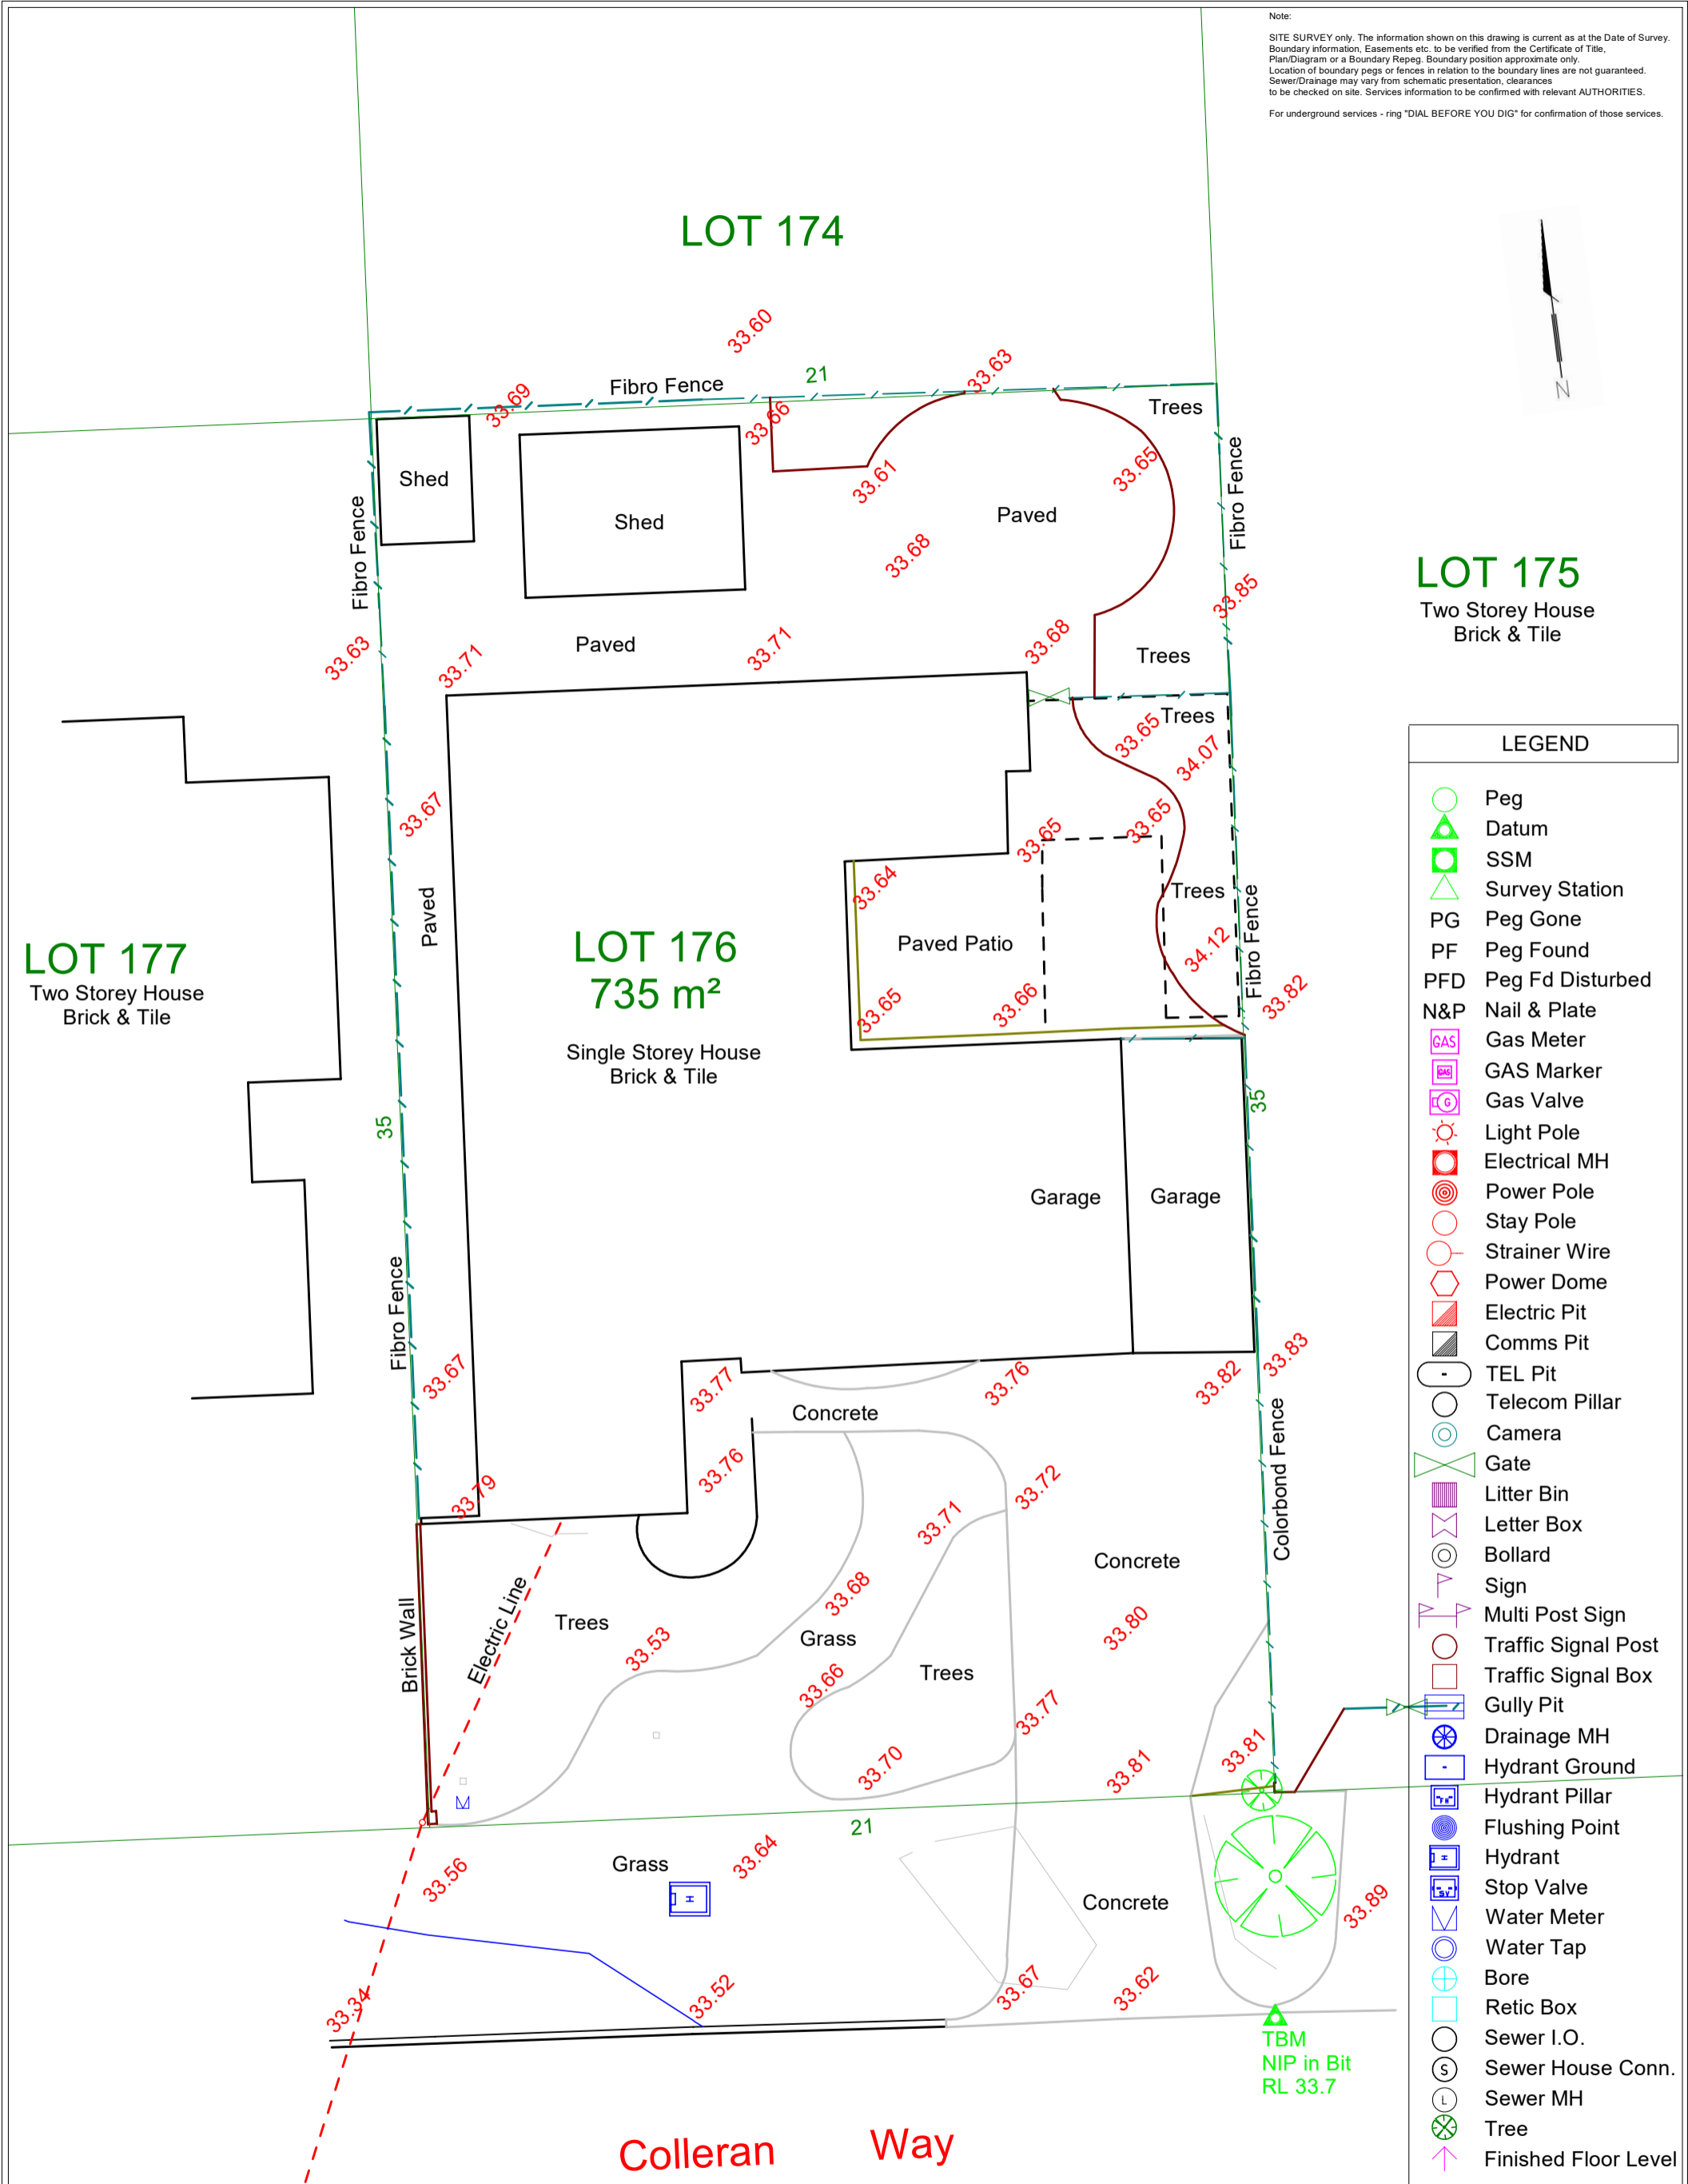 Note:
SITE SURVEY only. The information shown on this drawing is current as at the Date of Survey.
Boundary information, Easements etc. to be verified from the Certificate of Title,
Plan/Diagram or a Boundary Repeg. Boundary position approximate only.
Location of boundary pegs or fences in relation to the boundary lines are not guaranteed.
Sewer/Drainage may vary from schematic presentation, clearances
to be checked on site. Services information to be confirmed with relevant AUTHORITIES.
For underground services - ring "DIAL BEFORE YOU DIG" for confirmation of those services.
LOT 174
N
33.60
33.63
21
Fibro Fence
33.69
33.66
Trees
Shed
Shed
33.61
33.65
Fibro Fence
Paved
Fibro Fence
33.68
LOT 175
Two Storey House
Brick & Tile
33.85
33.63
33.71
Paved
33.71
33.68
Trees
Trees
33.65
34.07
33.67
33.65
33.65
33.64
Trees
Paved
Paved Patio
34.12
Fibro Fence
LOT 177
Two Storey House
Brick & Tile
LOT 176
735 m²
33.65
33.66
33.82
Single Storey House
Brick & Tile
35
35
Garage
Garage
Fibro Fence
33.67
33.77
33.76
33.82
33.83
Concrete
Colorbond Fence
33.79
33.76
33.72
33.71
Concrete
Brick Wall
Electric Line
Trees
33.68
33.53
Grass
33.80
33.66
Trees
33.77
33.70
33.81
33.81
21
33.56
Grass
33.64
H
Concrete
33.89
33.34
33.52
33.67
33.62
TBM
NIP in Bit
RL 33.7
Colleran Way
LEGEND
Peg
Datum
SSM
Survey Station
PG Peg Gone
PF Peg Found
PFD Peg Fd Disturbed
N&P Nail & Plate
GAS Gas Meter
GAS GAS Marker
G Gas Valve
Light Pole
Electrical MH
Power Pole
Stay Pole
Strainer Wire
Power Dome
Electric Pit
Comms Pit
TEL Pit
Telecom Pillar
Camera
Gate
Litter Bin
Letter Box
Bollard
Sign
Multi Post Sign
Traffic Signal Post
Traffic Signal Box
Gully Pit
Drainage MH
Hydrant Ground
Hydrant Pillar
Flushing Point
H Hydrant
SV Stop Valve
Water Meter
Water Tap
Bore
Retic Box
Sewer I.O.
S Sewer House Conn.
L Sewer MH
Tree
Finished Floor Level